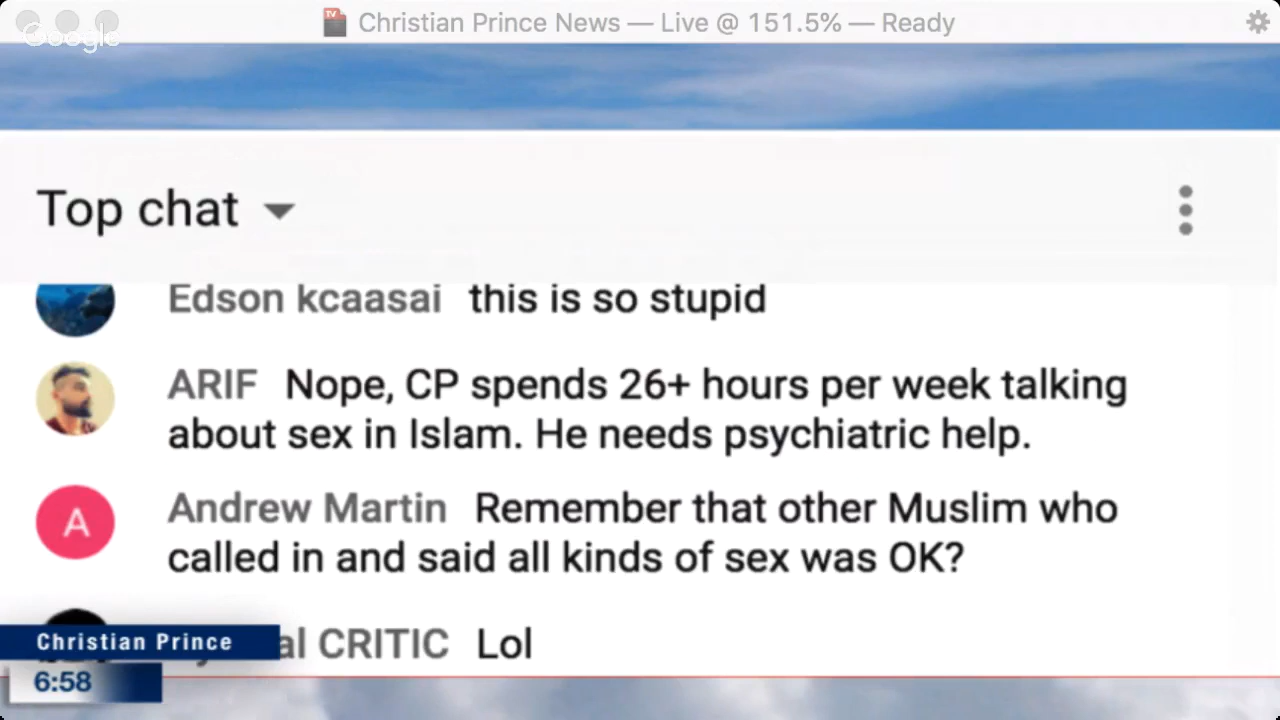 Google
Christian Prince News — Live @ 151.5% — Ready
Top chat
Edson kcaasai this is so stupid
ARIF Nope, CP spends 26+ hours per week talking
about sex in Islam. He needs psychiatric help.
Andrew Martin Remember that other Muslim who
called in and said all kinds of sex was OK?
CRITIC Lol
Christian Prince
6:58